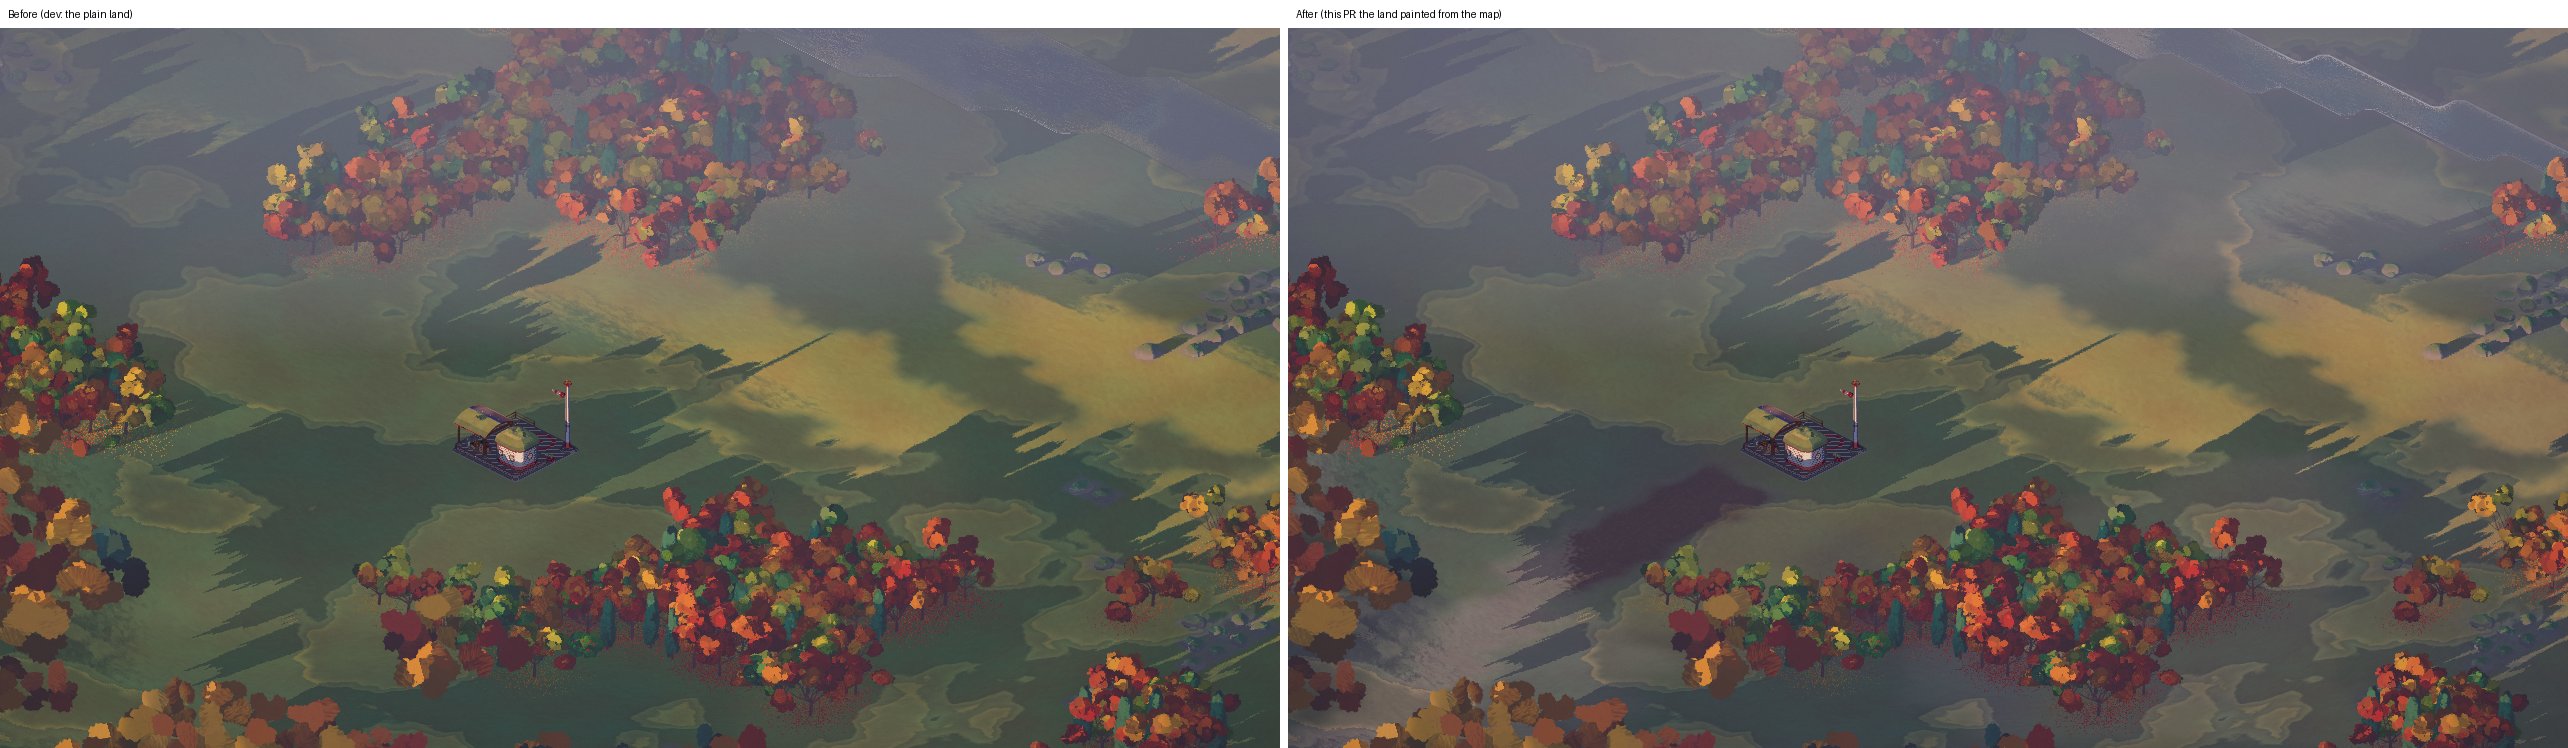 Before (dev: the plain land)
After (this PR: the land painted from the map)